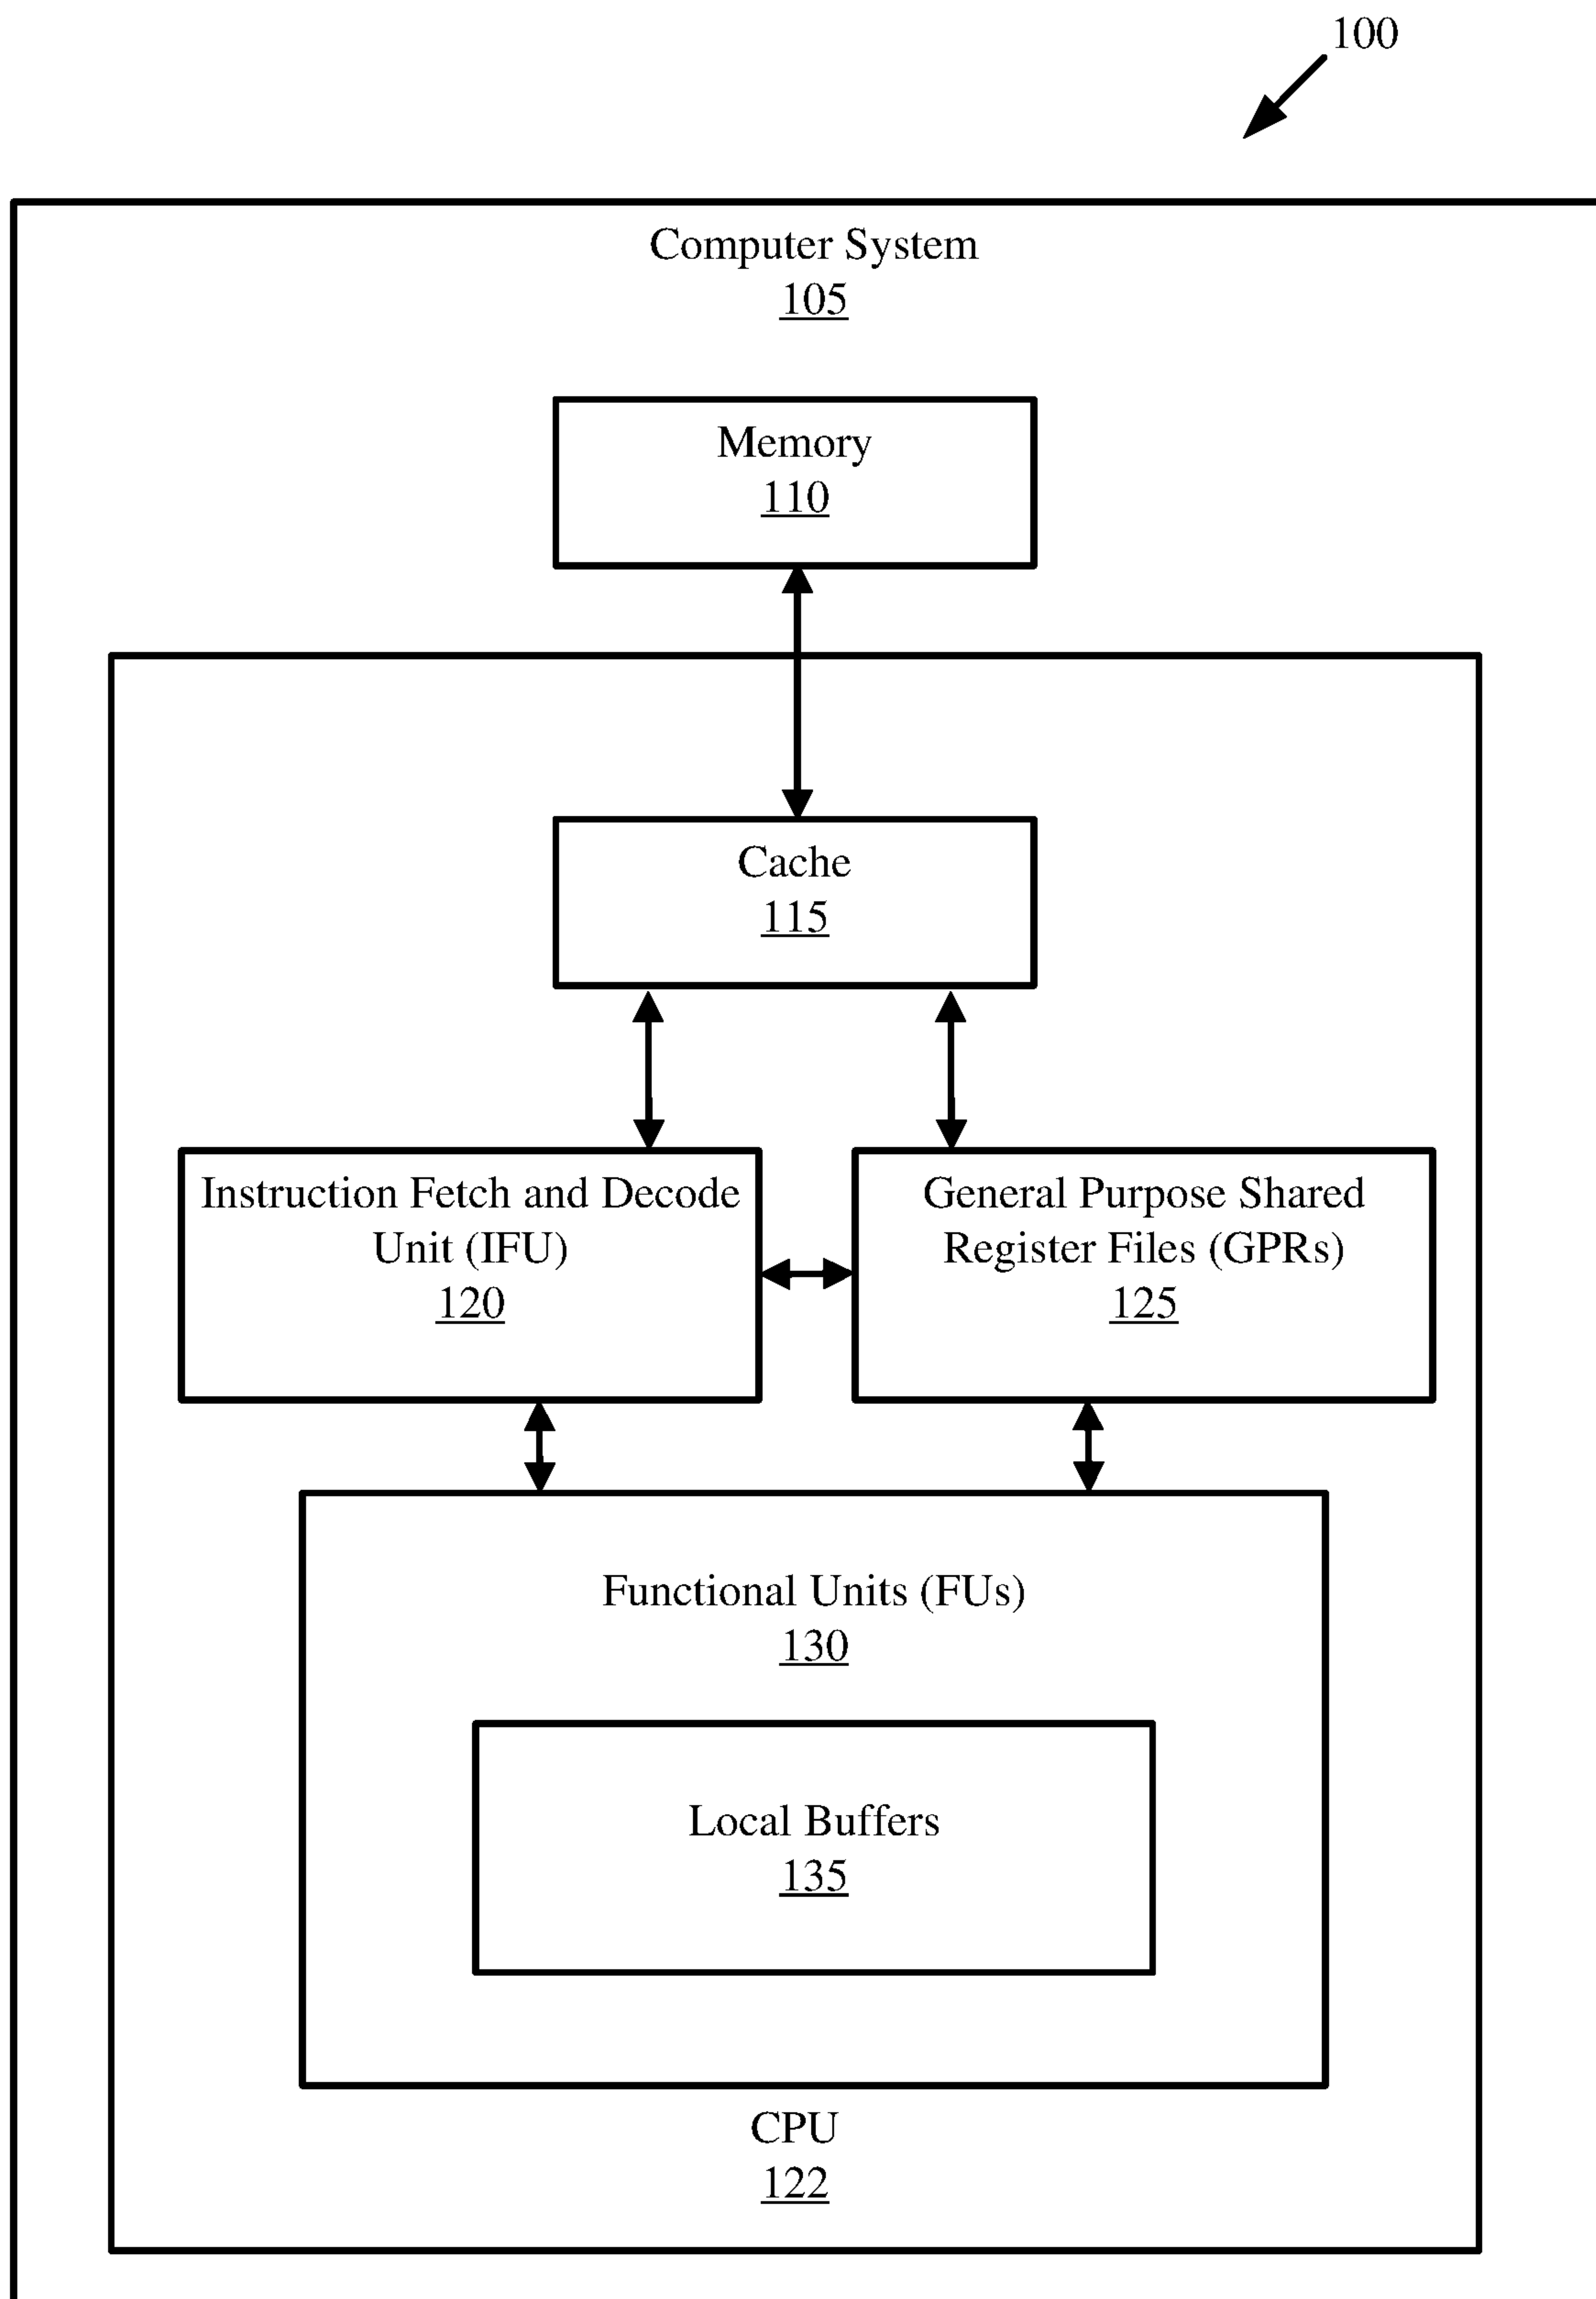 100
Computer System
105
Memory
110
Cache
115
Instruction Fetch and Decode
Unit (IFU)
120
General Purpose Shared
Register Files (GPRs)
125
Functional Units (FUs)
130
Local Buffers
135
CPU
122